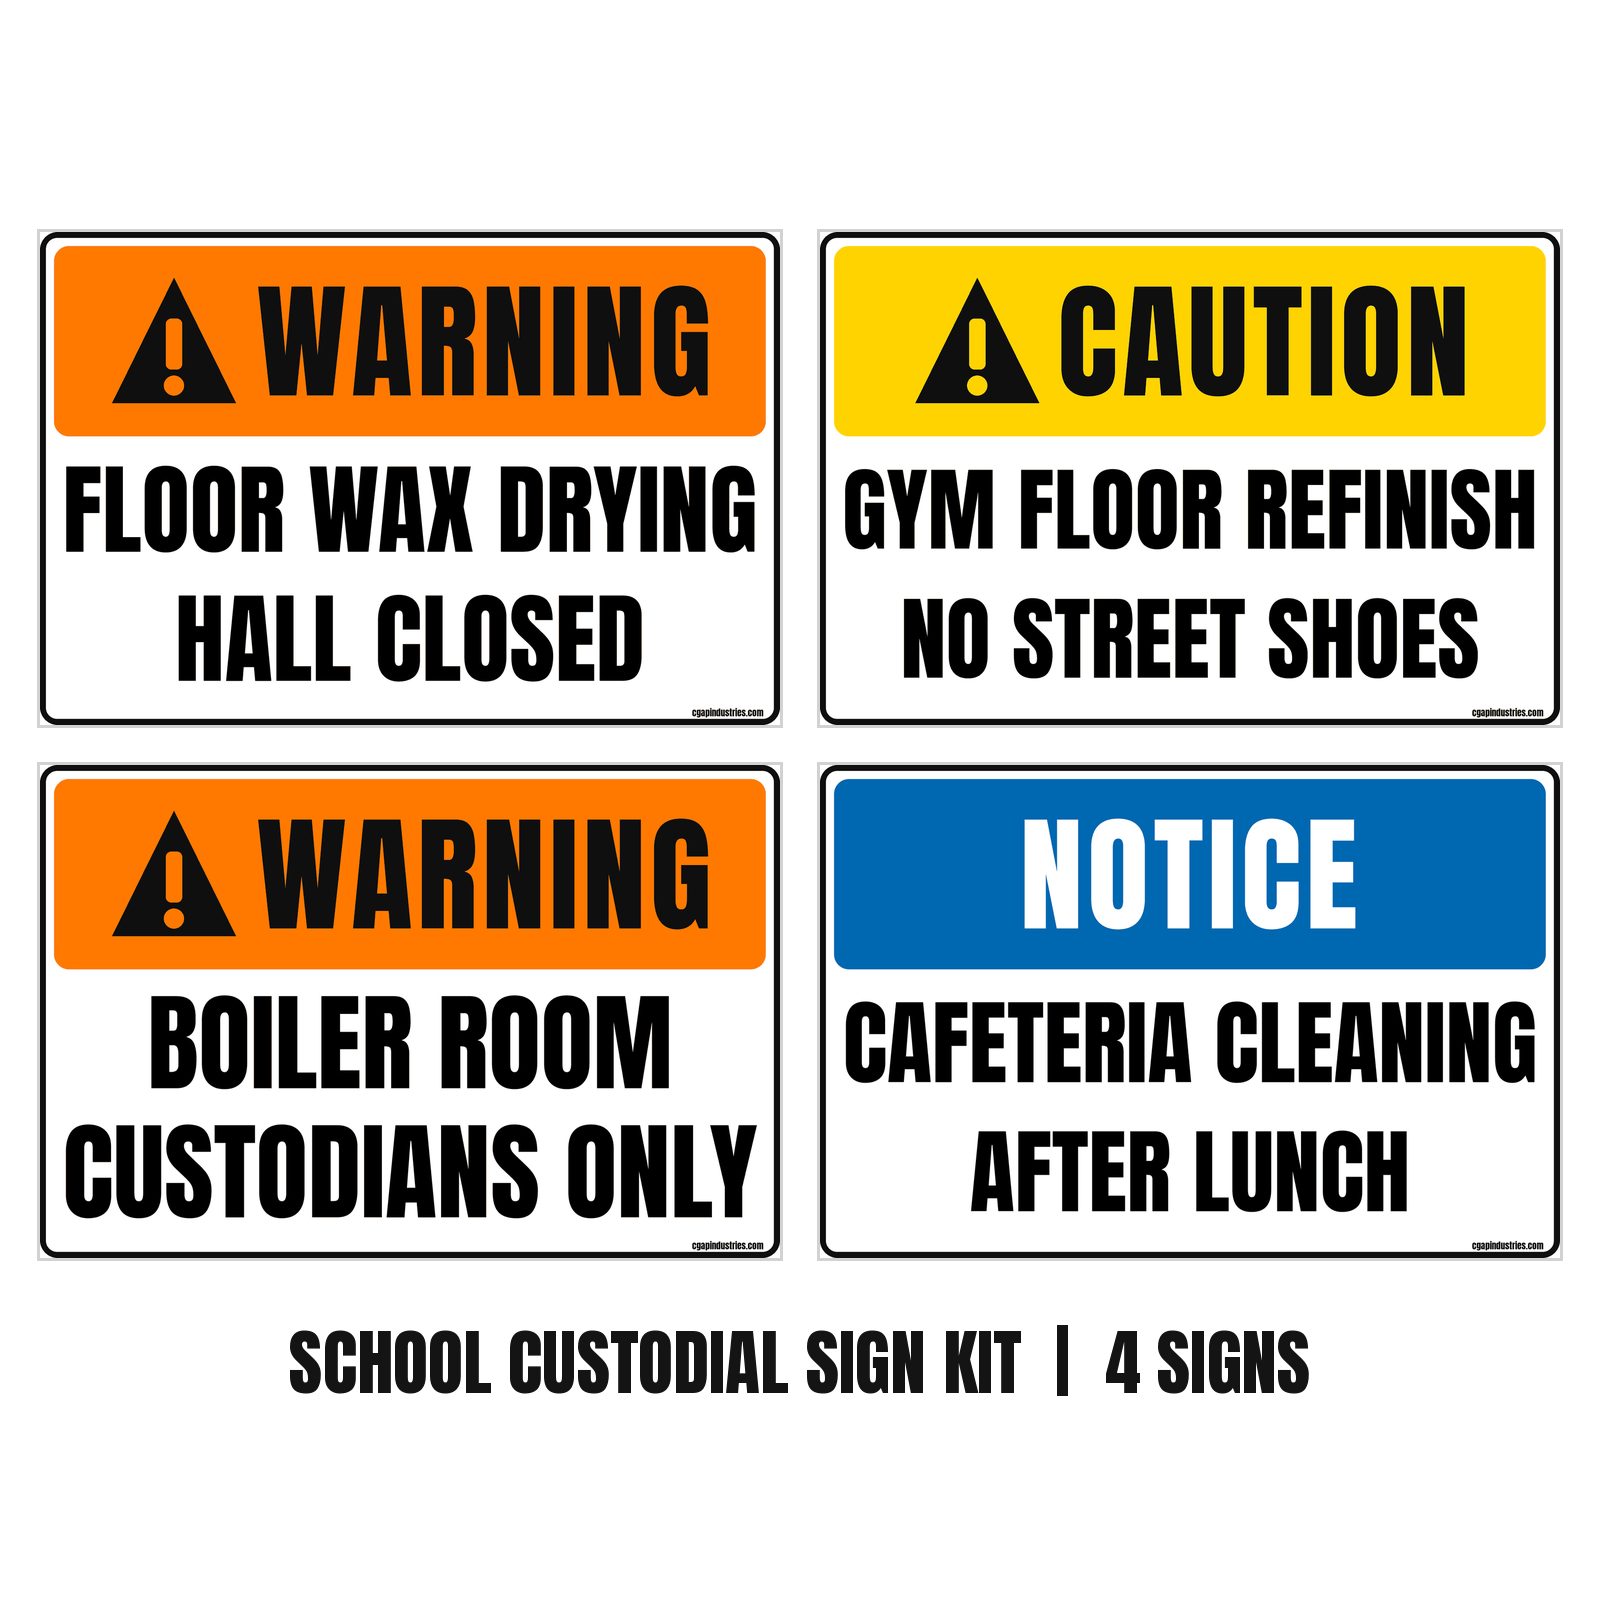 WARNING
FLOOR WAX DRYING
HALL CLOSED
cgapindustries.com
CAUTION
GYM FLOOR REFINISH
NO STREET SHOES
cgapindustries.com
WARNING
BOILER ROOM
CUSTODIANS ONLY
cgapindustries.com
NOTICE
CAFETERIA CLEANING
AFTER LUNCH
cgapindustries.com
SCHOOL CUSTODIAL SIGN KIT | 4 SIGNS